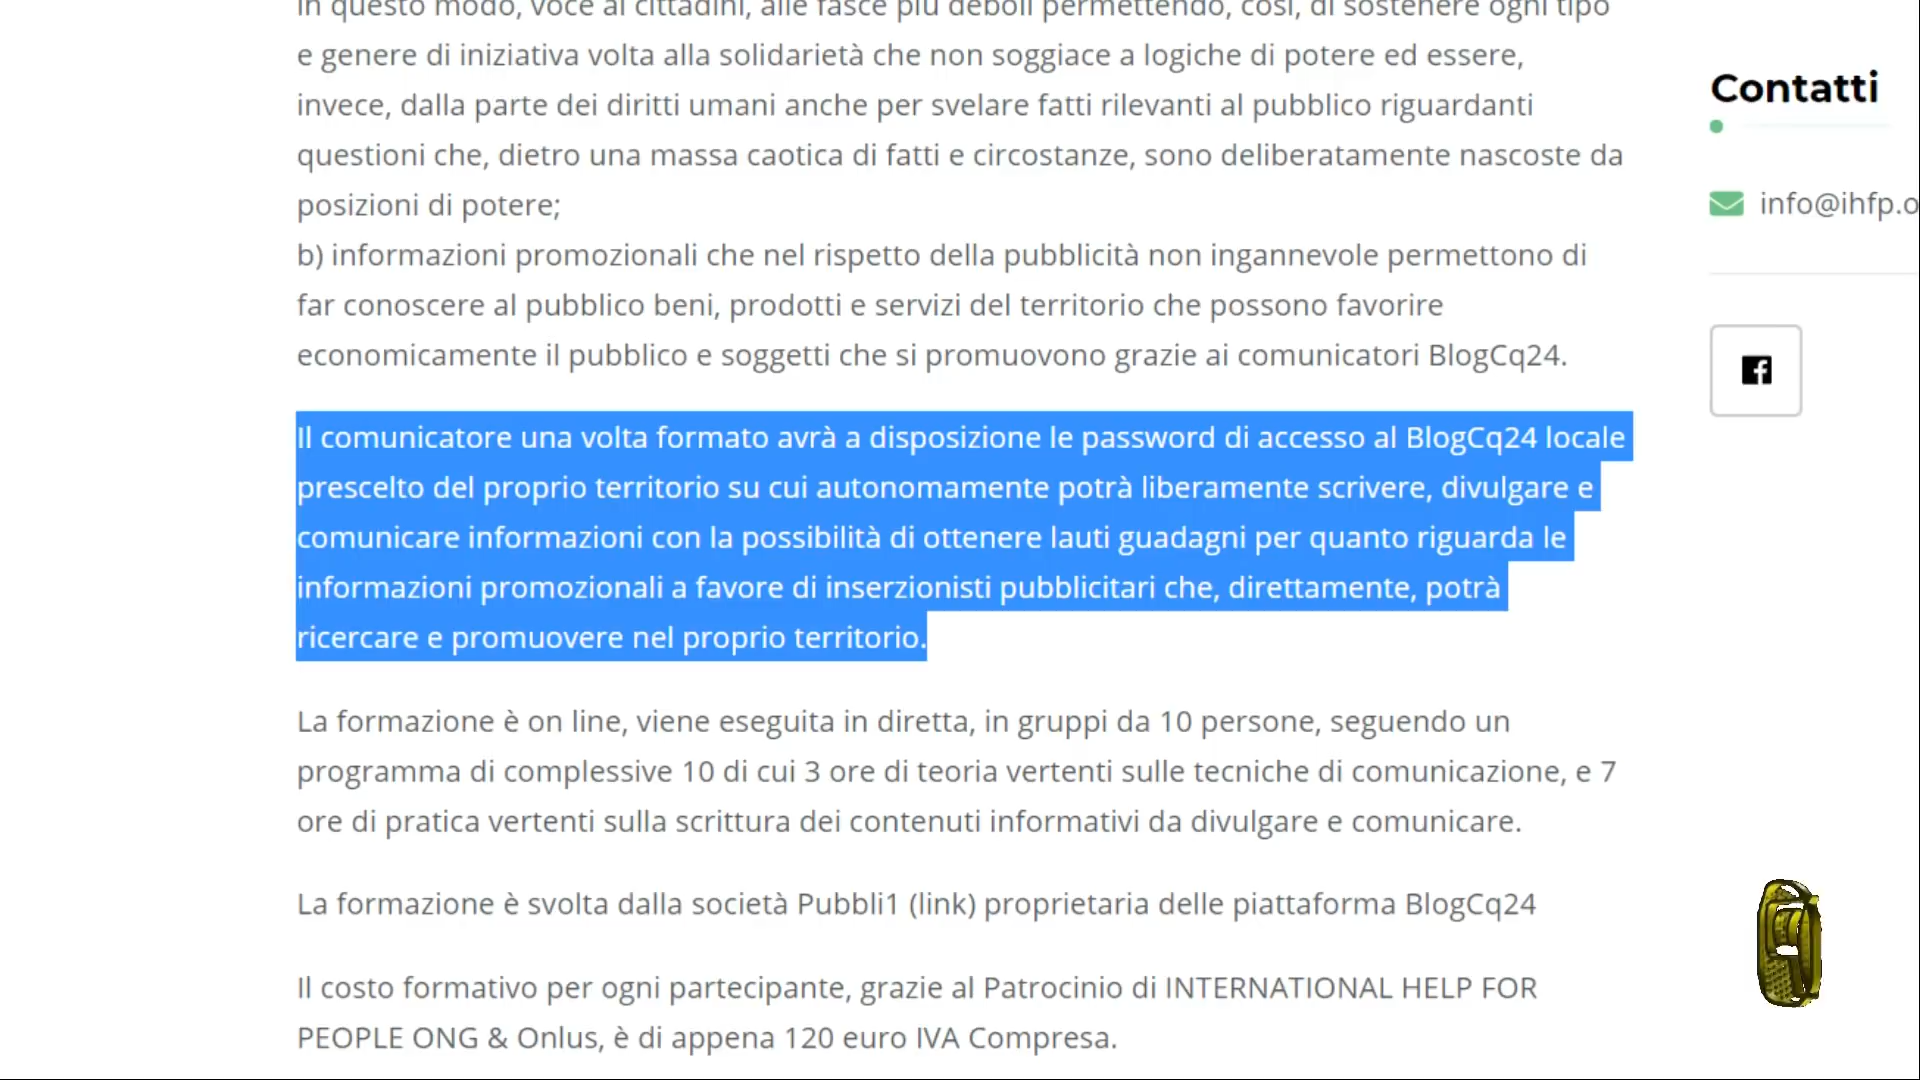 in questo modo, voce ai cittadini, alle fasce più deboli permettendo, così, di sostenere ogni tipo
e genere di iniziativa volta alla solidarietà che non soggiace a logiche di potere ed essere,
invece, dalla parte dei diritti umani anche per svelare fatti rilevanti al pubblico riguardanti
questioni che, dietro una massa caotica di fatti e circostanze, sono deliberatamente nascoste da
posizioni di potere;
b) informazioni promozionali che nel rispetto della pubblicità non ingannevole permettono di
far conoscere al pubblico beni, prodotti e servizi del territorio che possono favorire
economicamente il pubblico e soggetti che si promuovono grazie ai comunicatori BlogCq24.
Il comunicatore una volta formato avrà a disposizione le password di accesso al BlogCq24 locale
prescelto del proprio territorio su cui autonomamente potrà liberamente scrivere, divulgare e
comunicare informazioni con la possibilità di ottenere lauti guadagni per quanto riguarda le
informazioni promozionali a favore di inserzionisti pubblicitari che, direttamente, potrà
ricercare e promuovere nel proprio territorio.
La formazione è on line, viene eseguita in diretta, in gruppi da 10 persone, seguendo un
programma di complessive 10 di cui 3 ore di teoria vertenti sulle tecniche di comunicazione, e 7
ore di pratica vertenti sulla scrittura dei contenuti informativi da divulgare e comunicare.
La formazione è svolta dalla società Pubbli1 (link) proprietaria delle piattaforma BlogCq24
Il costo formativo per ogni partecipante, grazie al Patrocinio di INTERNATIONAL HELP FOR
PEOPLE ONG & Onlus, è di appena 120 euro IVA Compresa.
Contatti
info@ihfp.o